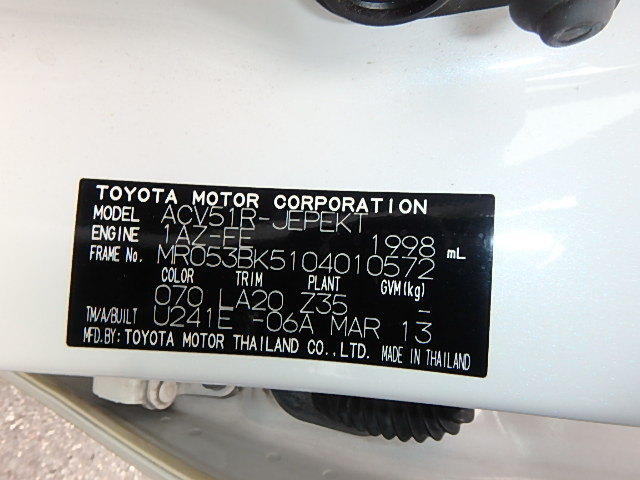 TOYOTA MOTOR CORPORATION
MODEL ACV51R-JEPEKT
ENGINE 1AZ-FE 1998 mL
FRAME No. MR053BK5104010572
COLOR TRIM PLANT GVM(kg)
070 LA20 Z35 -
TM/A/BUILT U241E -06A MAR 13
MFD.BY:TOYOTA MOTOR THAILAND CO.,LTD. MADE IN THAILAND